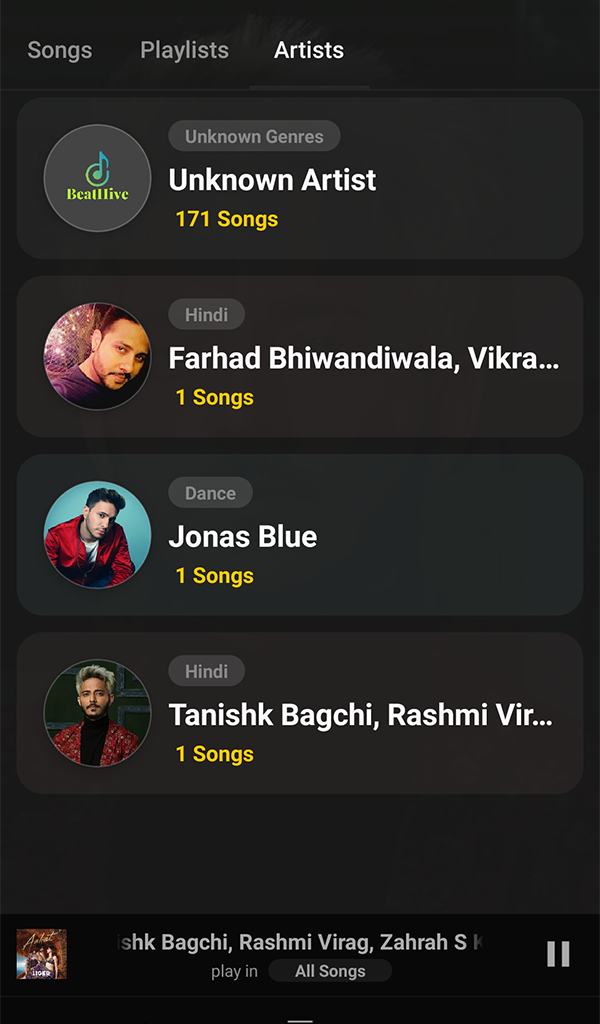 Songs Playlists Artists
Unknown Genres
BeatHive
Unknown Artist
171 Songs
Hindi
Farhad Bhiwandiwala, Vikra...
1 Songs
Dance
Jonas Blue
1 Songs
Hindi
Tanishk Bagchi, Rashmi Vir...
1 Songs
ishk Bagchi, Rashmi Virag, Zahrah S K
LIGER
play in All Songs